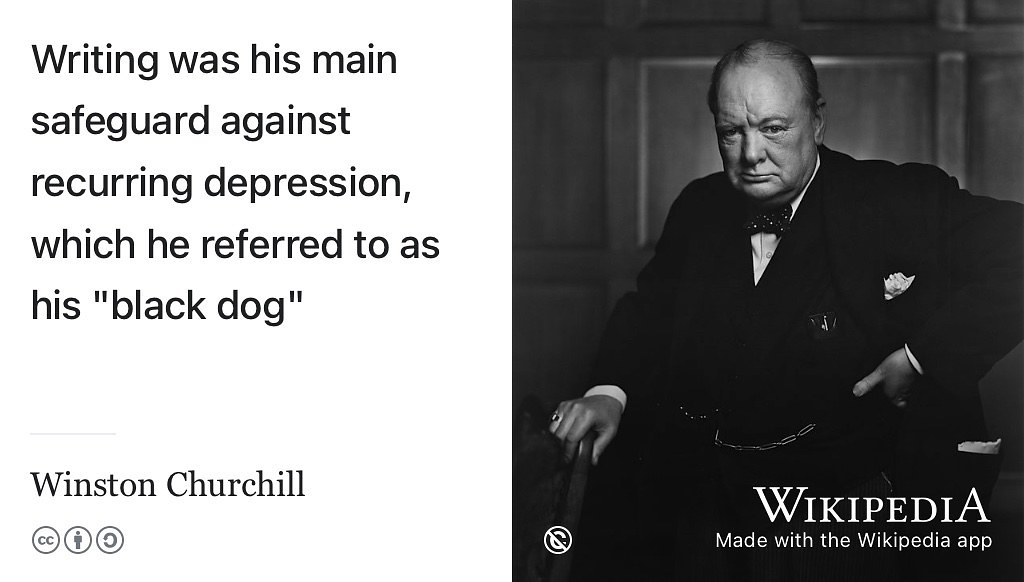 Writing was his main
safeguard against
recurring depression,
which he referred to as
his "black dog"
Winston Churchill
cc
WIKIPEDIA
Made with the Wikipedia app